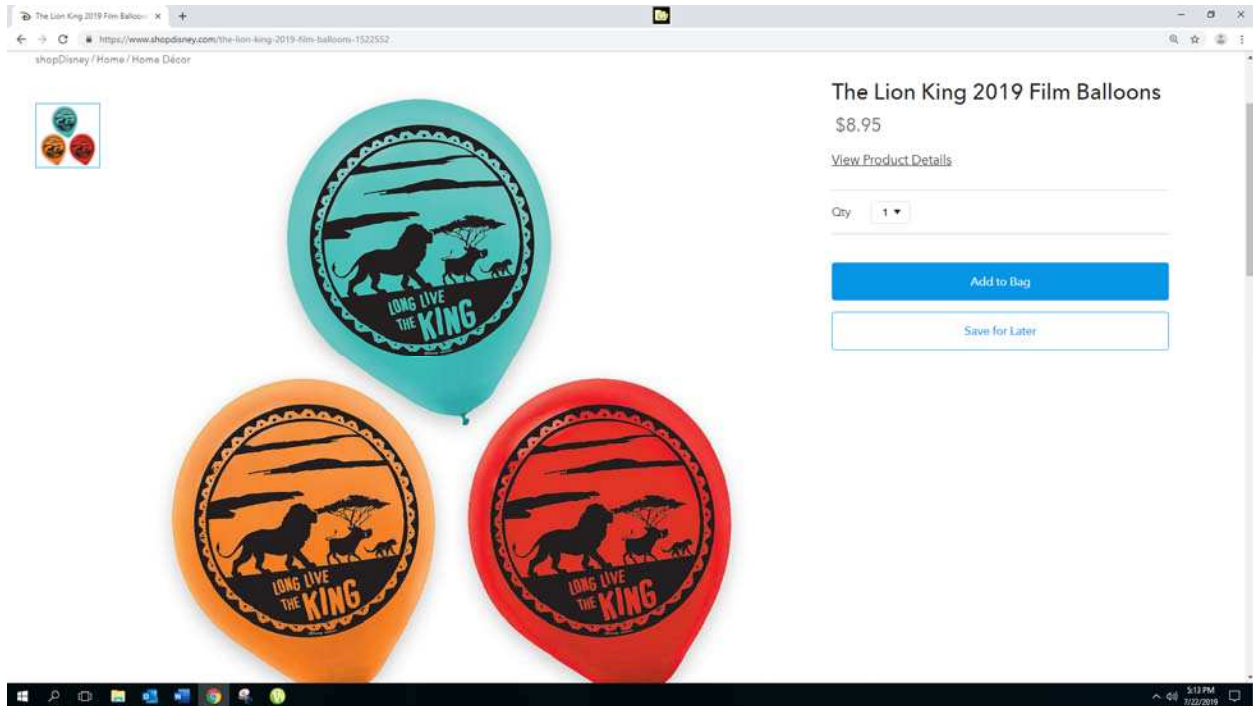 The Lion King 2019 Film Balloon
https://www.shopdisney.com/the-lion-king-2019-film-balloons-1522552
shopDisney / Home / Home Décor
The Lion King 2019 Film Balloons
$8.95
View Product Details
Qty 1
Add to Bag
Save for Later
LONG LIVE
THE KING
LONG LIVE
THE KING
LONG LIVE
THE KING
5:13 PM
7/22/2019